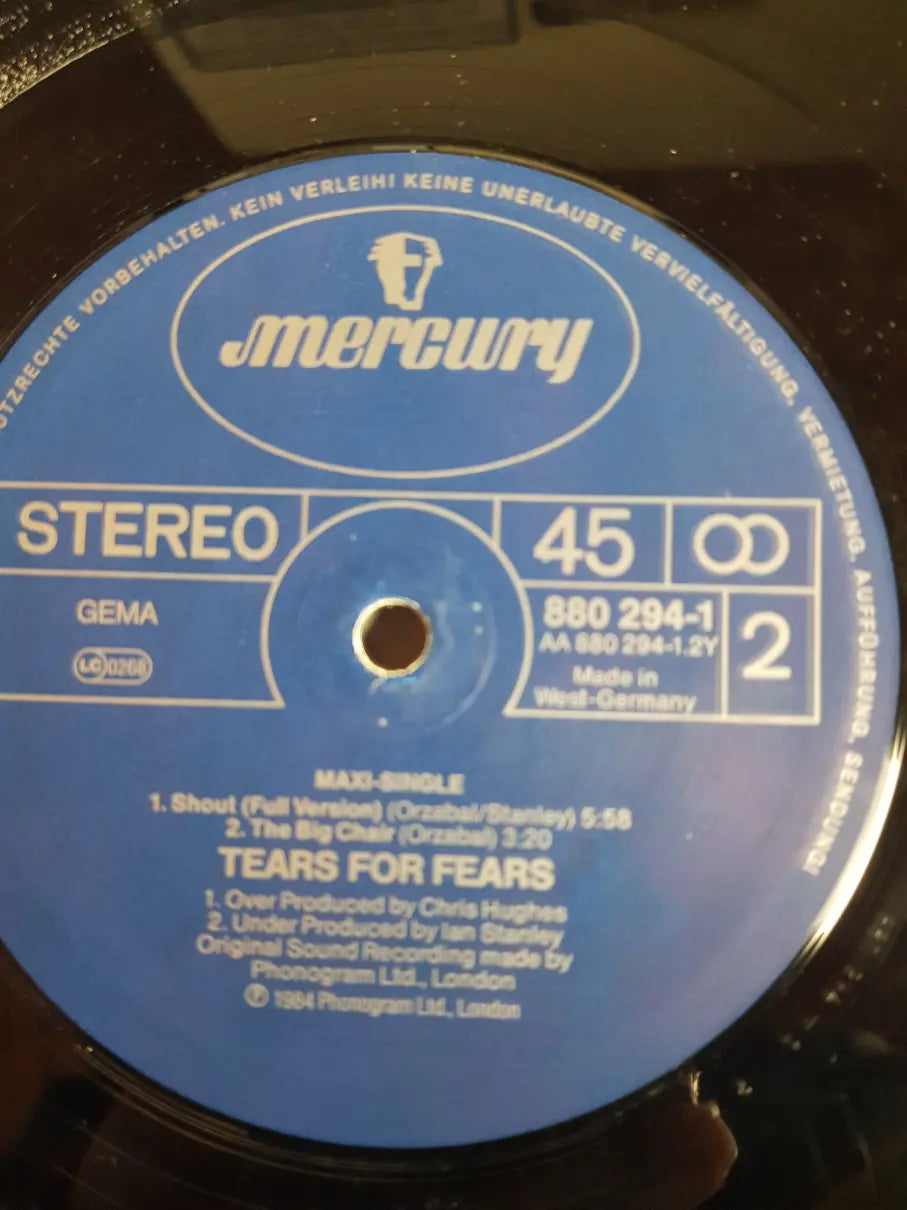 UTZRECHTE VORBEHALTEN. KEIN VERLEIH! KEINE UNERLAUBTE VERVIELFÄLTIGUNG, VERMIETUNG, AUFFÜHRUNG, SENDUNG!
mercury
STEREO
45
GEMA
LC 0268
880 294-1
AA 880 294-1.2Y
2
Made in
West-Germany
MAXI-SINGLE
1. Shout (Full Version) (Orzabal/Stanley) 5:58
2. The Big Chair (Orzabal) 3:20
TEARS FOR FEARS
1. Over Produced by Chris Hughes
2. Under Produced by Ian Stanley
Original Sound Recording made by
Phonogram Ltd., London
℗ 1984 Phonogram Ltd., London